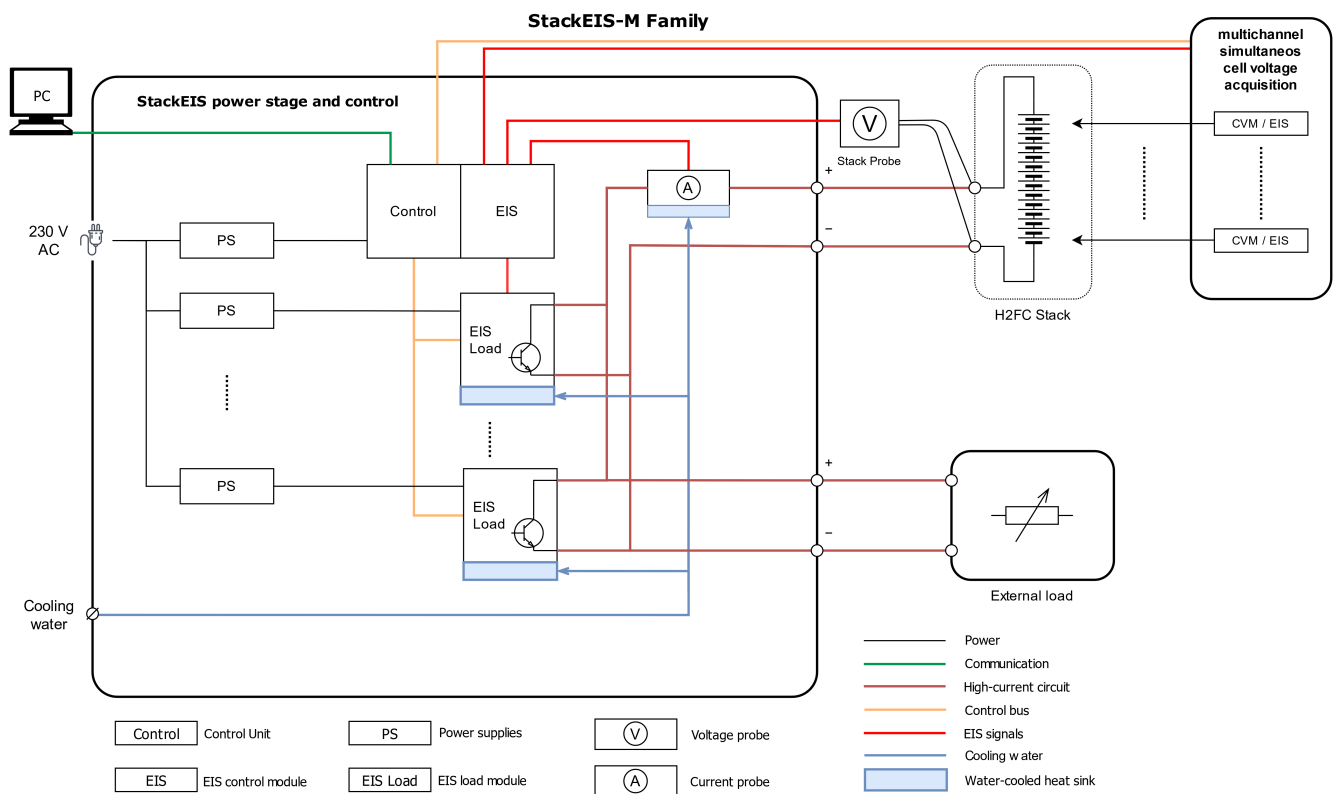 StackEIS-M Family
multichannel
simultaneos
cell voltage
acquisition
PC
StackEIS power stage and control
CVM / EIS
V
Stack Probe
+
A
Control
EIS
230 V
AC
PS
−
CVM / EIS
PS
H2FC Stack
EIS
Load
+
PS
EIS
Load
−
External load
Cooling
water
Power
Communication
High-current circuit
Control bus
EIS signals
Cooling water
Water-cooled heat sink
Control
Control Unit
PS
Power supplies
V
Voltage probe
EIS
EIS control module
EIS Load
EIS load module
A
Current probe